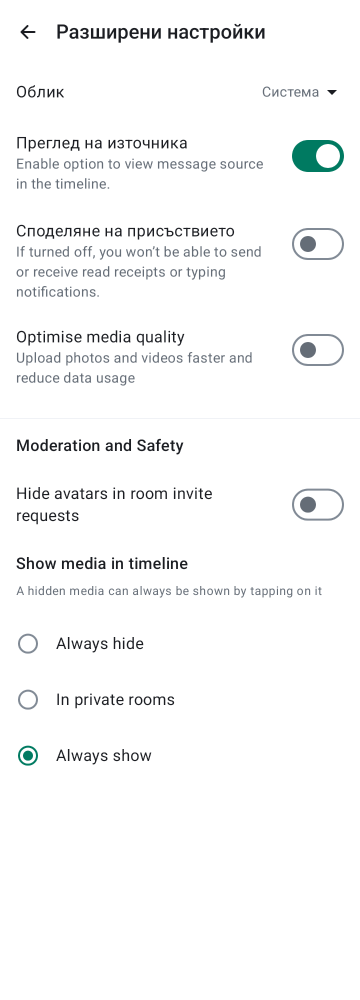 Разширени настройки
Облик
Система
Преглед на източника
Enable option to view message source
in the timeline.
Споделяне на присъствието
If turned off, you won’t be able to send
or receive read receipts or typing
notifications.
Optimise media quality
Upload photos and videos faster and
reduce data usage
Moderation and Safety
Hide avatars in room invite
requests
Show media in timeline
A hidden media can always be shown by tapping on it
Always hide
In private rooms
Always show